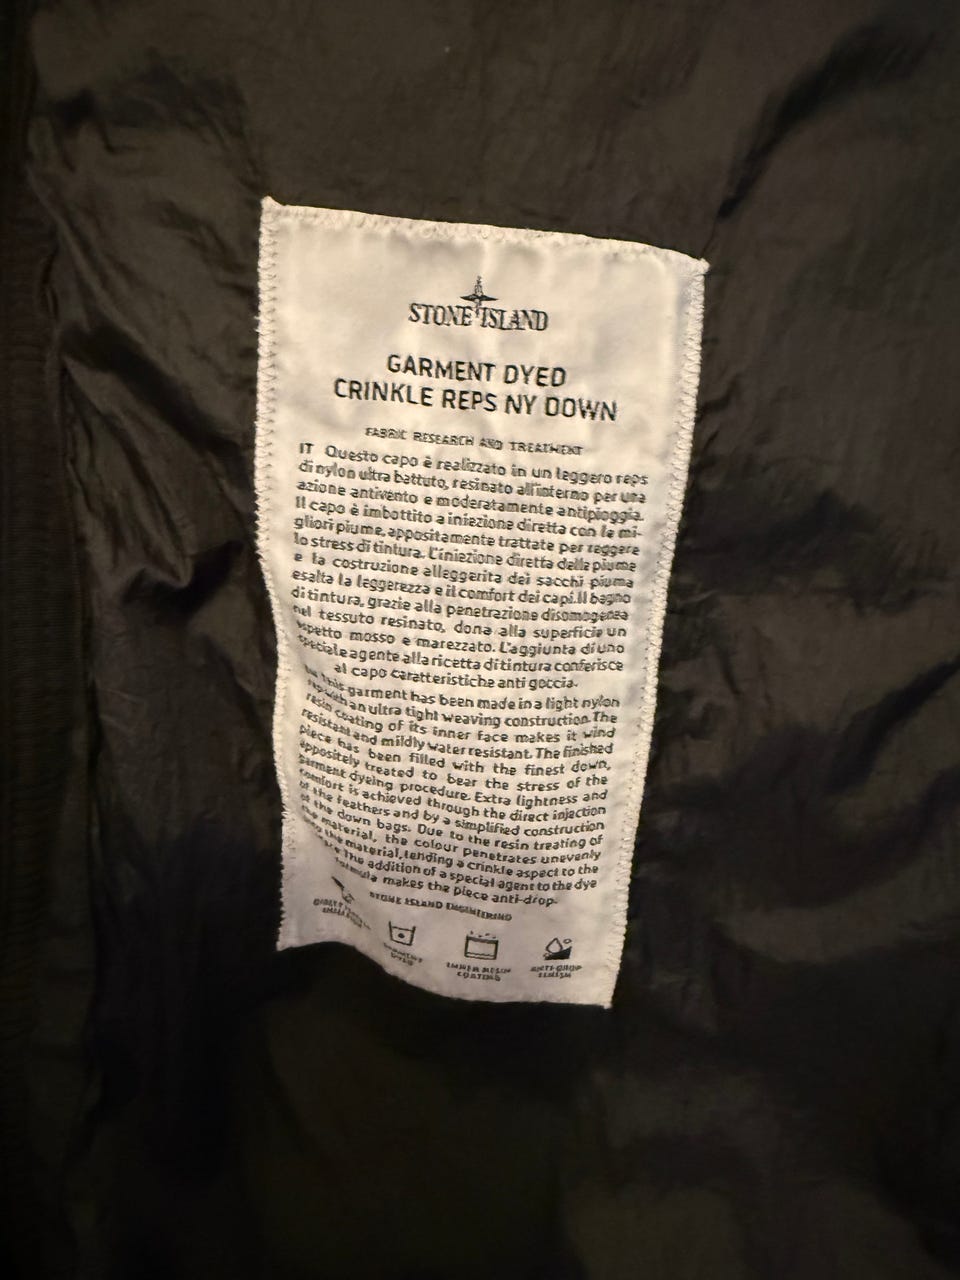 STONE ISLAND
GARMENT DYED
CRINKLE REPS NY DOWN
FABRIC RESEARCH AND TREATMENT
IT Questo capo è realizzato in un leggero reps
di nylon ultra battuto, resinato all'interno per una
azione antivento e moderatamente antipioggia.
Il capo è imbottito a iniezione diretta con le mi-
gliori piume, appositamente trattate per reggere
lo stress di tintura. L'iniezione diretta delle piume
e la costruzione alleggerita dei sacchi piuma
esalta la leggerezza e il comfort dei capi. Il bagno
di tintura, grazie alla penetrazione disomogenea
nel tessuto resinato, dona alla superficie un
aspetto mosso e marezzato. L'aggiunta di uno
speciale agente alla ricetta di tintura conferisce
al capo caratteristiche anti goccia.
This garment has been made in a light nylon
rep with an ultra tight weaving construction. The
resin coating of its inner face makes it wind
resistant and mildly water resistant. The finished
piece has been filled with the finest down,
appositely treated to bear the stress of the
garment dyeing procedure. Extra lightness and
comfort is achieved through the direct injection
of the feathers and by a simplified construction
of the down bags. Due to the resin treating of
the material, the colour penetrates unevenly
into the material, lending a crinkle aspect to the
The addition of a special agent to the dye
formula makes the piece anti-drop.
STONE ISLAND ENGINEERING
GARMENT
DYED
INNER RESIN
COATING
ANTI-DROP
FINISH